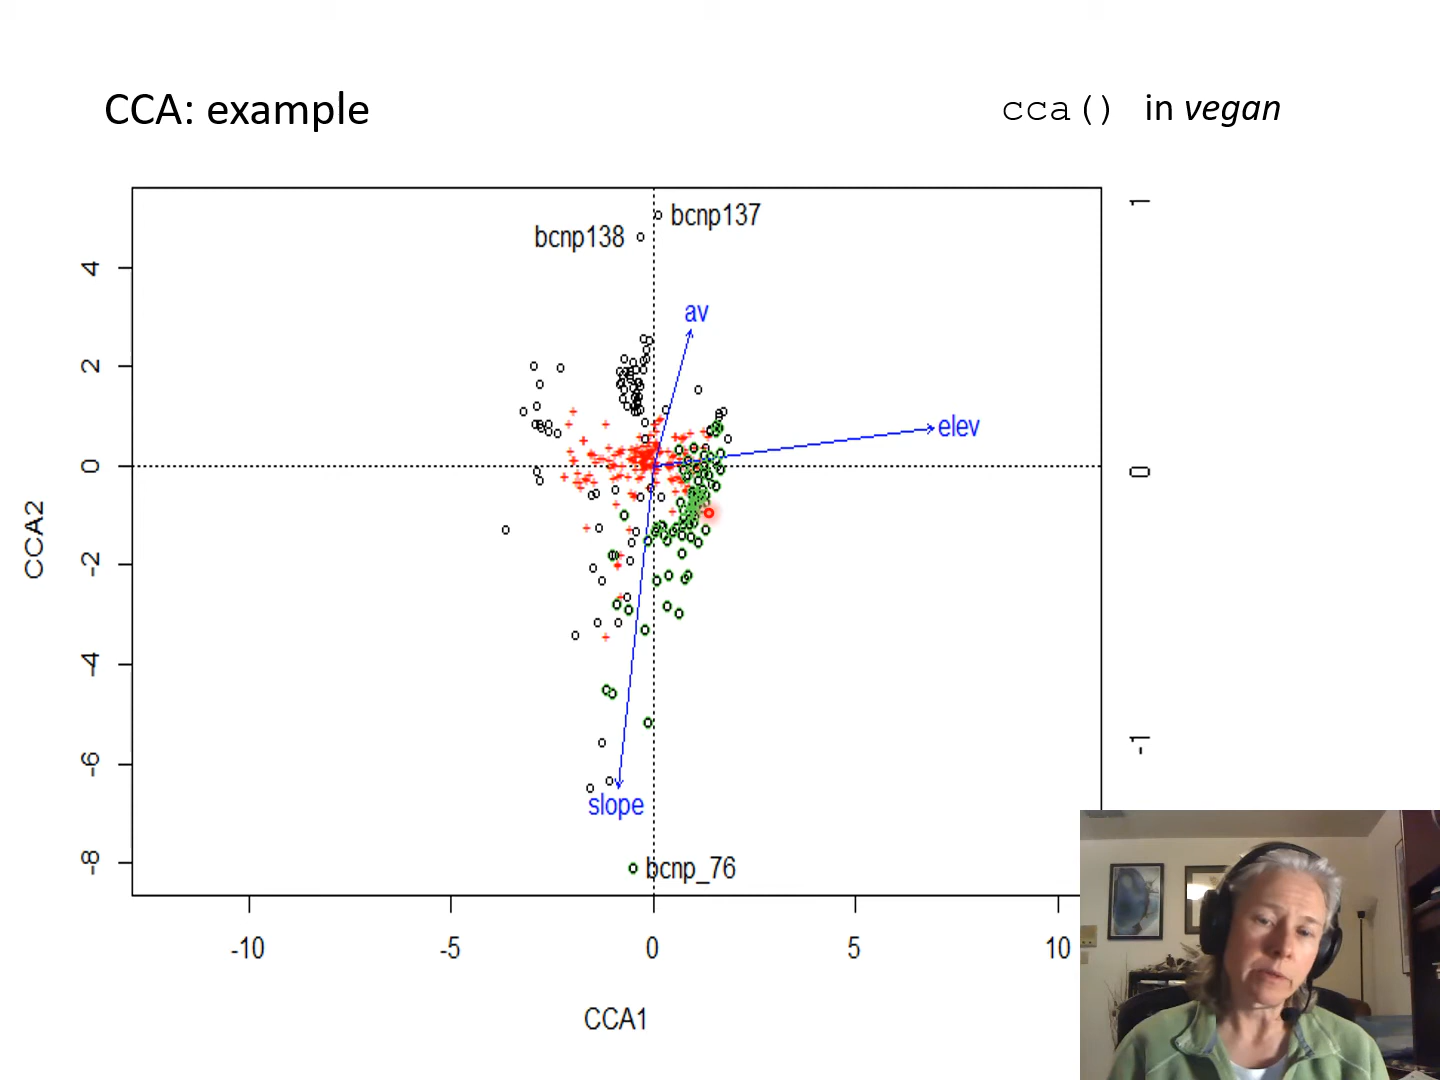 CCA: example
cca() in vegan
bcnp137
bcnp138
av
elev
slope
bcnp_76
4
2
0
-2
-4
-6
-8
CCA2
-10
-5
0
5
10
CCA1
1
0
-1